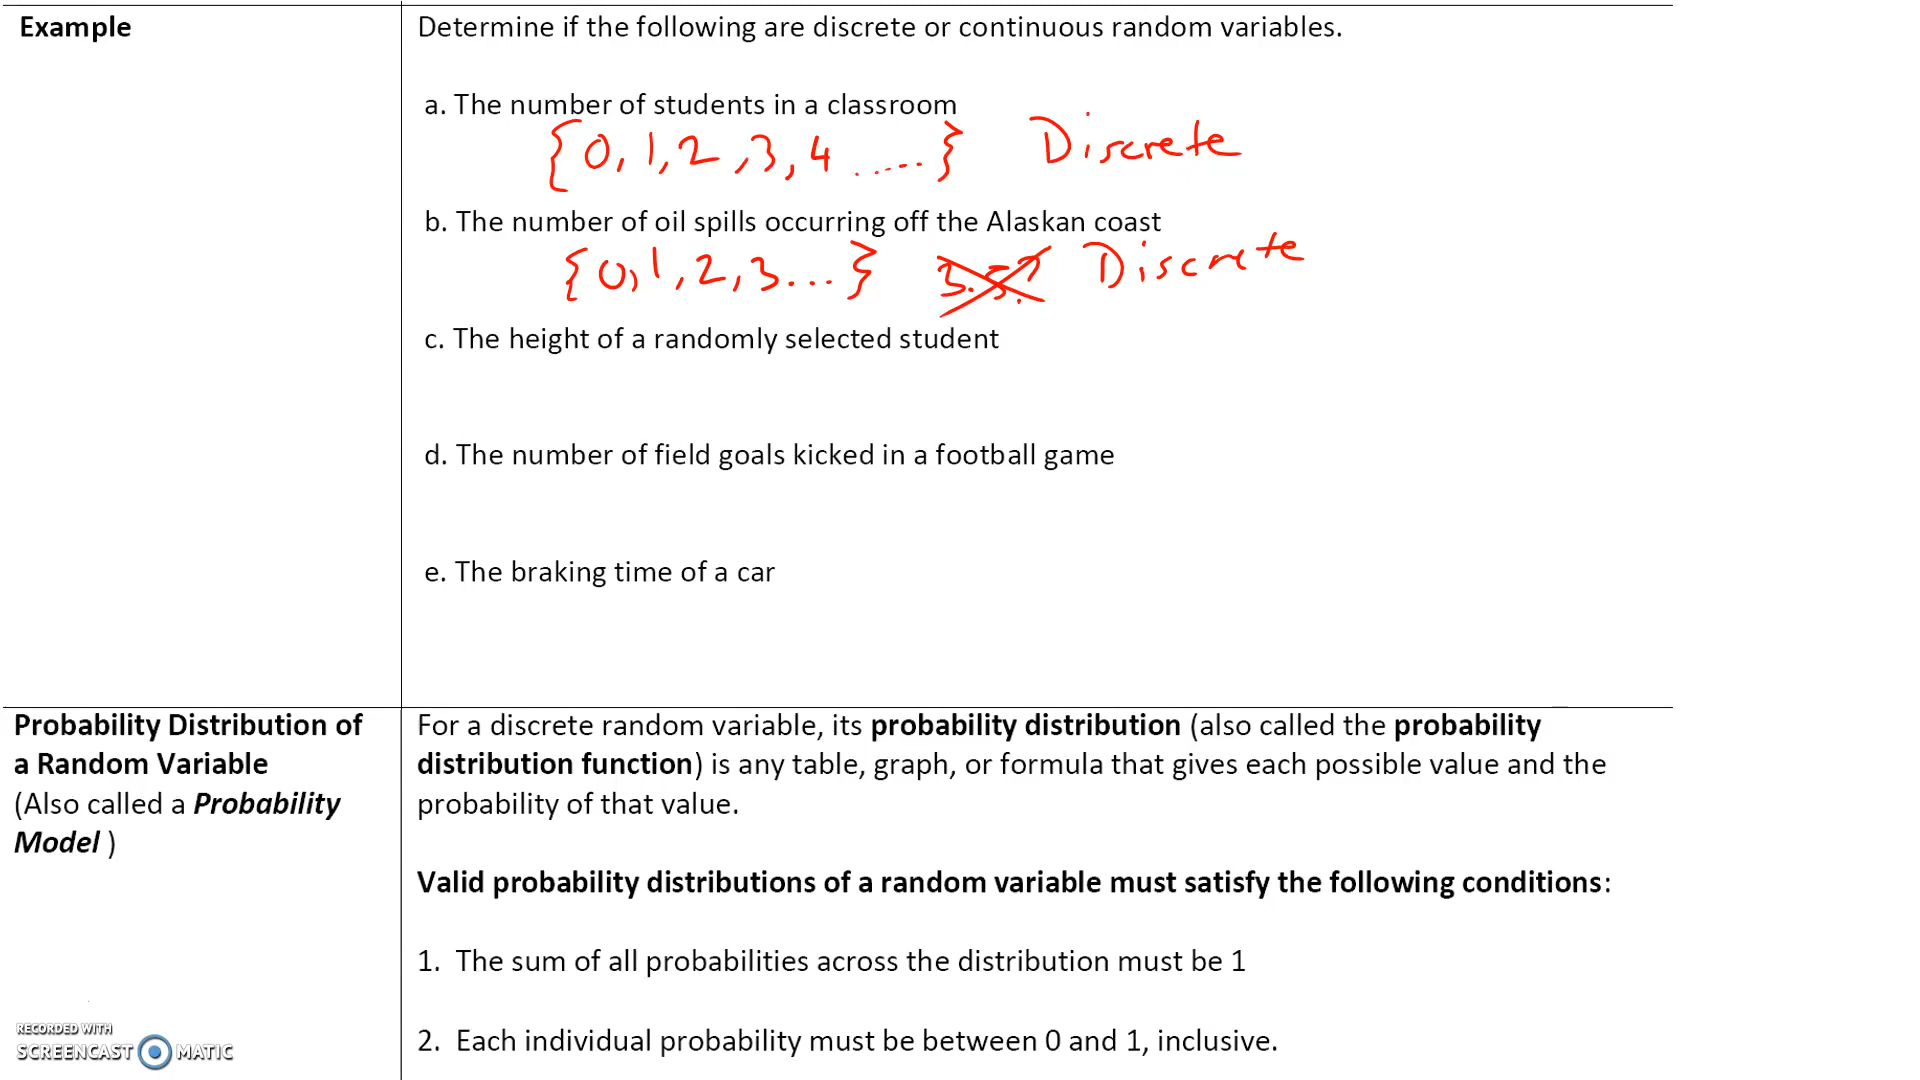 Example
Determine if the following are discrete or continuous random variables.
a. The number of students in a classroom
{0, 1, 2, 3, 4 .....} Discrete
b. The number of oil spills occurring off the Alaskan coast
{0, 1, 2, 3 ... } Discrete
c. The height of a randomly selected student
d. The number of field goals kicked in a football game
e. The braking time of a car
Probability Distribution of
a Random Variable
(Also called a Probability
Model )
For a discrete random variable, its probability distribution (also called the probability
distribution function) is any table, graph, or formula that gives each possible value and the
probability of that value.
Valid probability distributions of a random variable must satisfy the following conditions:
1. The sum of all probabilities across the distribution must be 1
2. Each individual probability must be between 0 and 1, inclusive.
RECORDED WITH
SCREENCAST MATIC